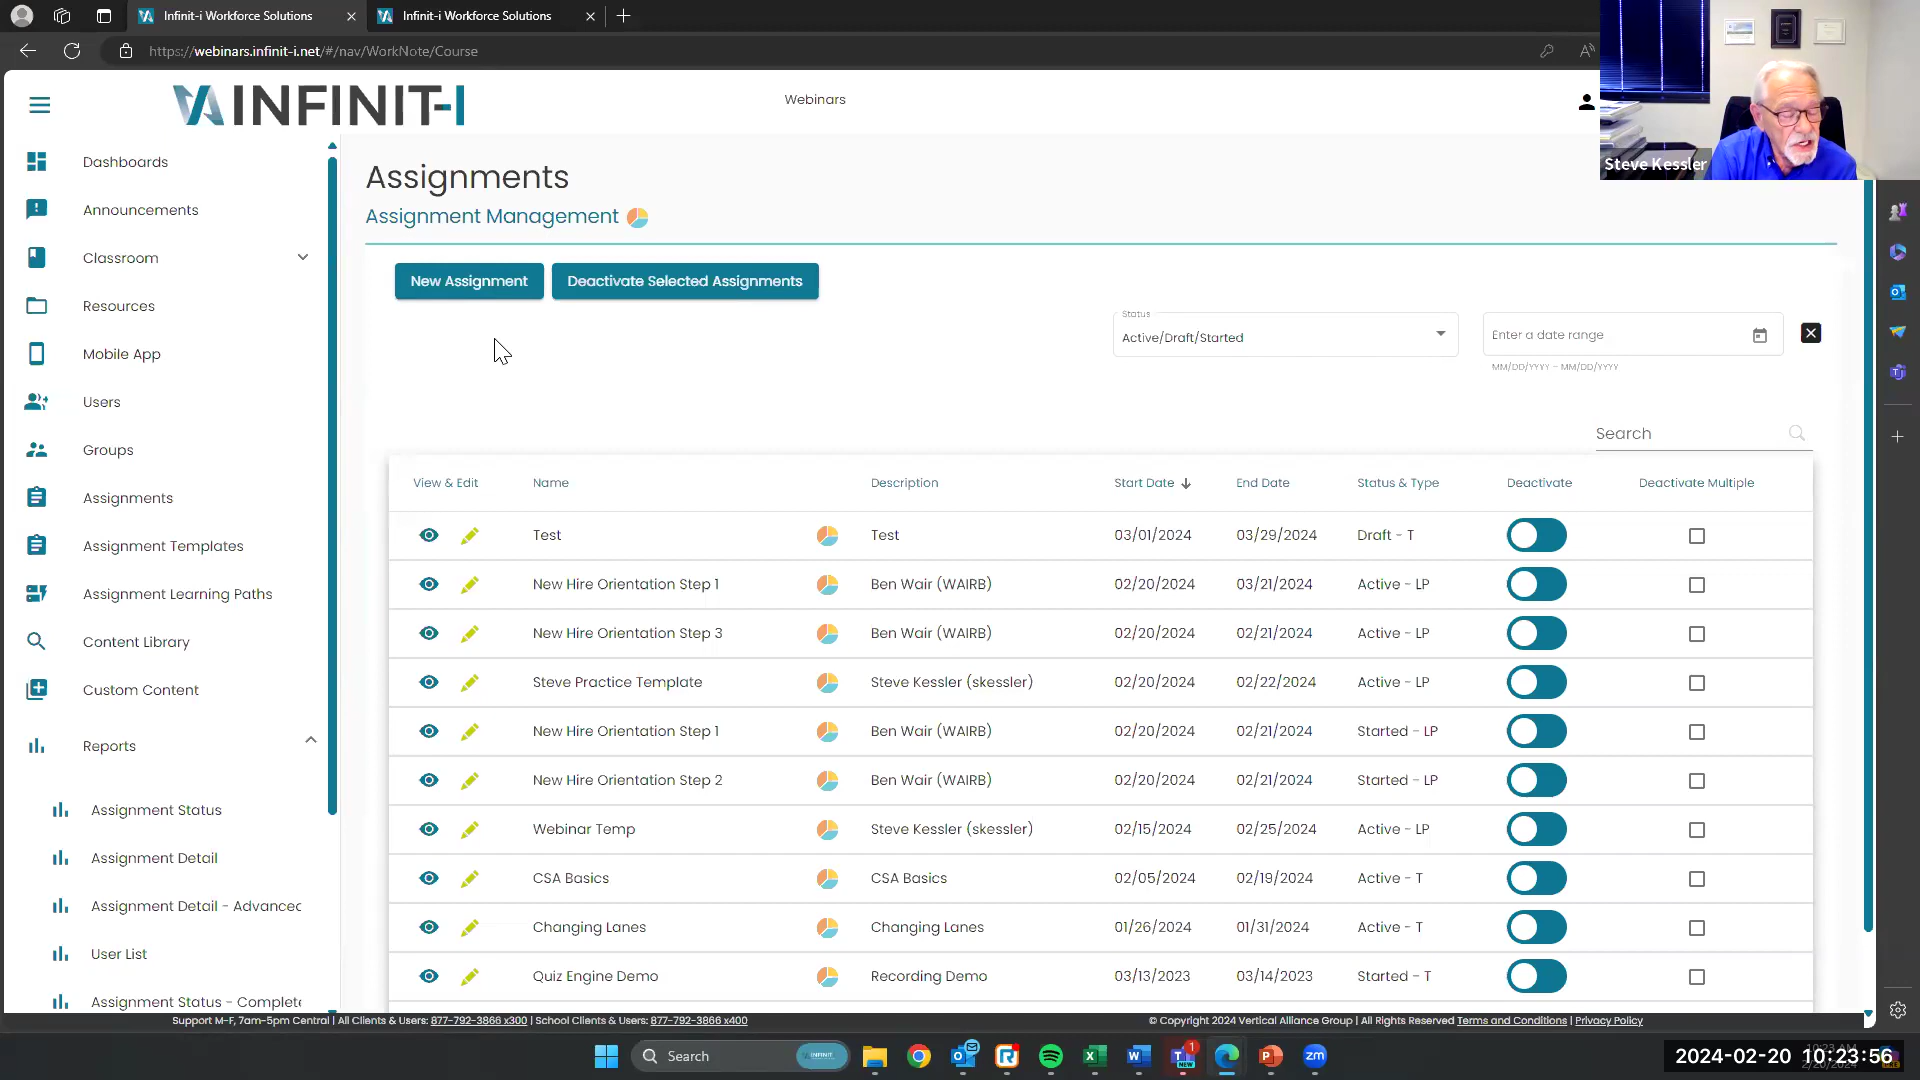 Infinit-i Workforce Solutions
Infinit-i Workforce Solutions
https://webinars.infinit-i.net/#/nav/WorkNote/Course
INFINIT-I
Webinars
Steve Kessler
Dashboards
Announcements
Classroom
Resources
Mobile App
Users
Groups
Assignments
Assignment Templates
Assignment Learning Paths
Content Library
Custom Content
Reports
Assignment Status
Assignment Detail
Assignment Detail - Advanced
User List
Assignment Status - Complete
Assignments
Assignment Management
New Assignment
Deactivate Selected Assignments
Status
Active/Draft/Started
Enter a date range
MM/DD/YYYY – MM/DD/YYYY
Search
View & Edit Name Description Start Date End Date Status & Type Deactivate Deactivate Multiple
Test Test 03/01/2024 03/29/2024 Draft - T
New Hire Orientation Step 1 Ben Wair (WAIRB) 02/20/2024 03/21/2024 Active - LP
New Hire Orientation Step 3 Ben Wair (WAIRB) 02/20/2024 02/21/2024 Active - LP
Steve Practice Template Steve Kessler (skessler) 02/20/2024 02/22/2024 Active - LP
New Hire Orientation Step 1 Ben Wair (WAIRB) 02/20/2024 02/21/2024 Started - LP
New Hire Orientation Step 2 Ben Wair (WAIRB) 02/20/2024 02/21/2024 Started - LP
Webinar Temp Steve Kessler (skessler) 02/15/2024 02/25/2024 Active - LP
CSA Basics CSA Basics 02/05/2024 02/19/2024 Active - T
Changing Lanes Changing Lanes 01/26/2024 01/31/2024 Active - T
Quiz Engine Demo Recording Demo 03/13/2023 03/14/2023 Started - T
Support M-F, 7am-5pm Central | All Clients & Users: 877-792-3866 x300 | School Clients & Users: 877-792-3866 x400
© Copyright 2024 Vertical Alliance Group | All Rights Reserved Terms and Conditions | Privacy Policy
Search
2024-02-20 10:23:56